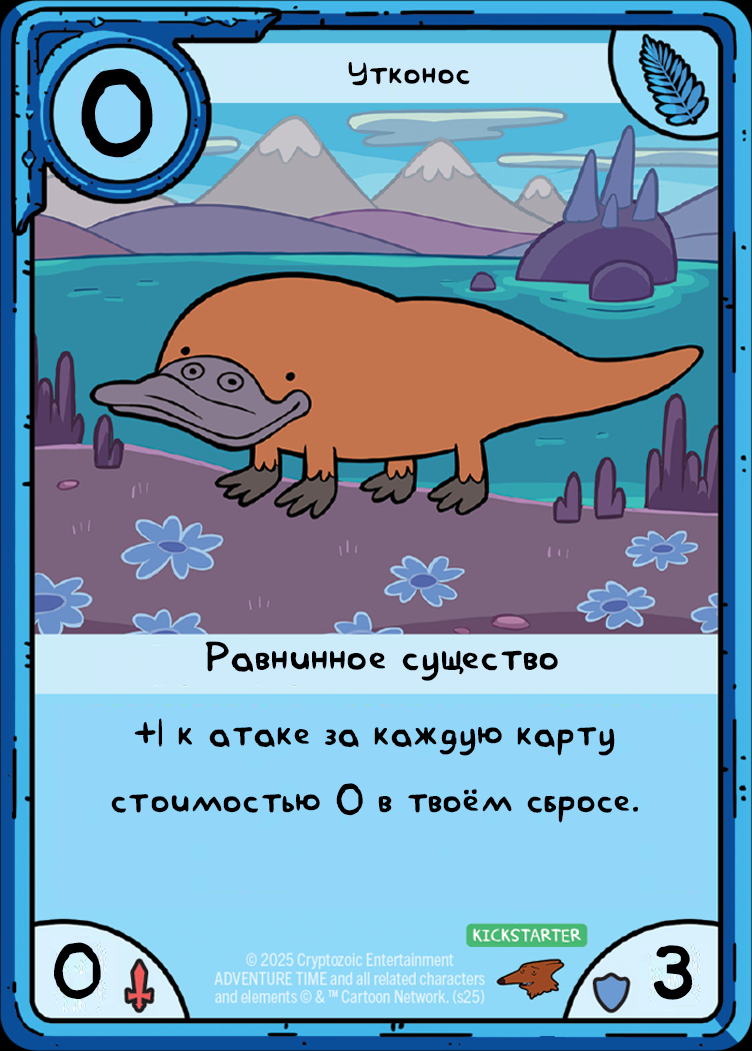 0
Утконос
Равнинное существо
+1 к атаке за каждую карту
стоимостью 0 в твоём сбросе.
KICKSTARTER
0
© 2025 Cryptozoic Entertainment
ADVENTURE TIME and all related characters
and elements © & ™ Cartoon Network. (s25)
3